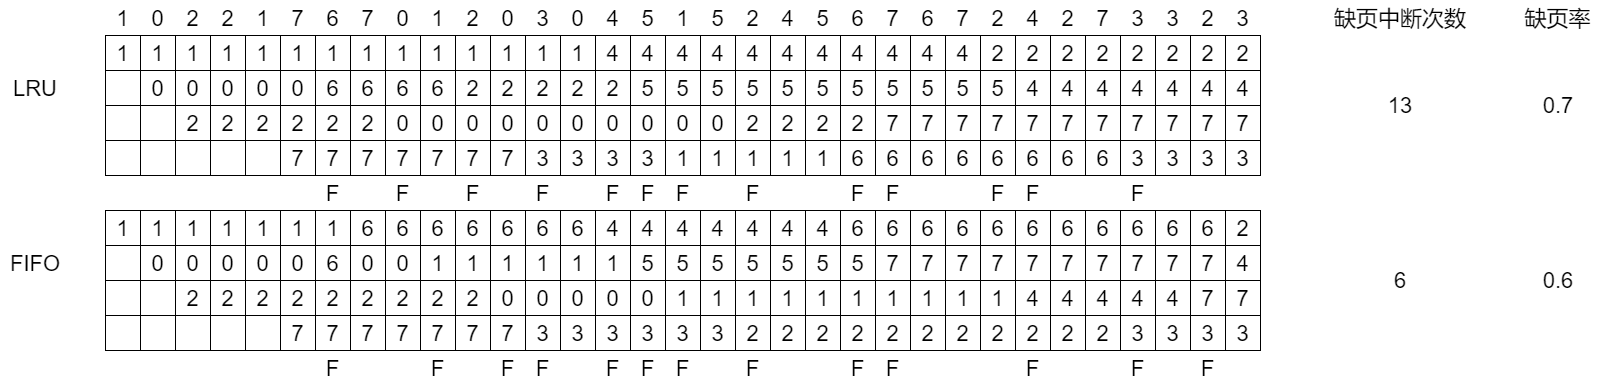 1 0 2 2 1 7 6 7 0 1 2 0 3 0 4 5 1 5 2 4 5 6 7 6 7 2 4 2 7 3 3 2 3 缺页中断次数 缺页率
1 1 1 1 1 1 1 1 1 1 1 1 1 1 4 4 4 4 4 4 4 4 4 4 4 2 2 2 2 2 2 2 2
LRU 0 0 0 0 0 6 6 6 6 2 2 2 2 2 5 5 5 5 5 5 5 5 5 5 5 4 4 4 4 4 4 4 13 0.7
2 2 2 2 2 2 0 0 0 0 0 0 0 0 0 0 2 2 2 2 7 7 7 7 7 7 7 7 7 7 7
7 7 7 7 7 7 7 3 3 3 3 1 1 1 1 1 6 6 6 6 6 6 6 6 3 3 3 3
F F F F F F F F F F F F F
1 1 1 1 1 1 1 6 6 6 6 6 6 6 4 4 4 4 4 4 4 6 6 6 6 6 6 6 6 6 6 6 2
FIFO 0 0 0 0 0 6 0 0 1 1 1 1 1 1 5 5 5 5 5 5 5 7 7 7 7 7 7 7 7 7 7 4 6 0.6
2 2 2 2 2 2 2 2 2 0 0 0 0 0 1 1 1 1 1 1 1 1 1 1 4 4 4 4 4 7 7
7 7 7 7 7 7 7 3 3 3 3 3 3 2 2 2 2 2 2 2 2 2 2 2 3 3 3 3
F F F F F F F F F F F F F